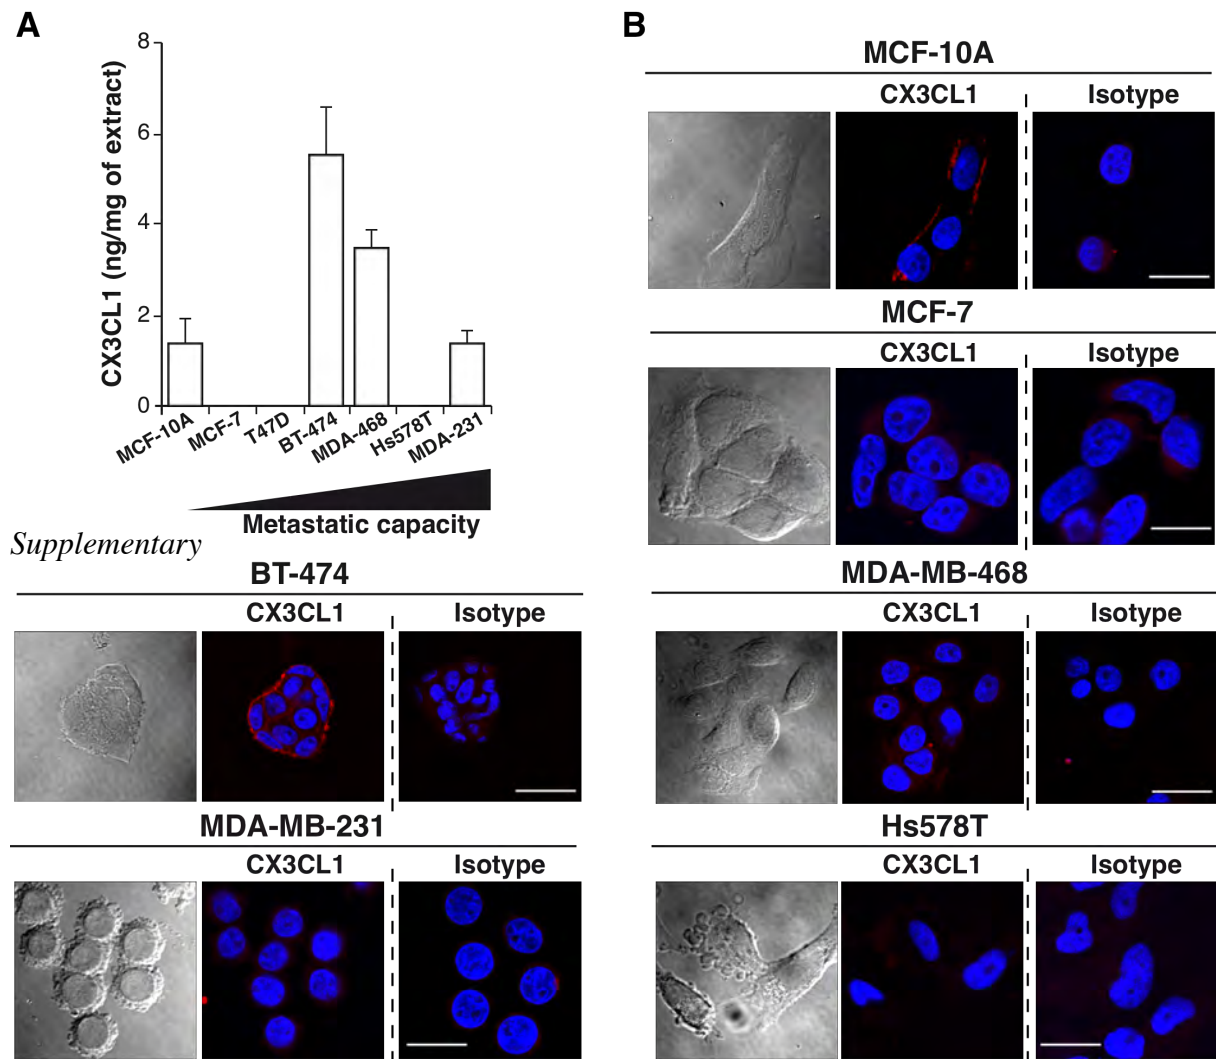 A
CX3CL1 (ng/mg of extract)
8
6
4
2
0
MCF-10A
MCF-7
T47D
BT-474
MDA-468
Hs578T
MDA-231
Metastatic capacity
Supplementary
B
MCF-10A
CX3CL1 Isotype
MCF-7
CX3CL1 Isotype
BT-474
CX3CL1 Isotype
MDA-MB-468
CX3CL1 Isotype
MDA-MB-231
CX3CL1 Isotype
Hs578T
CX3CL1 Isotype